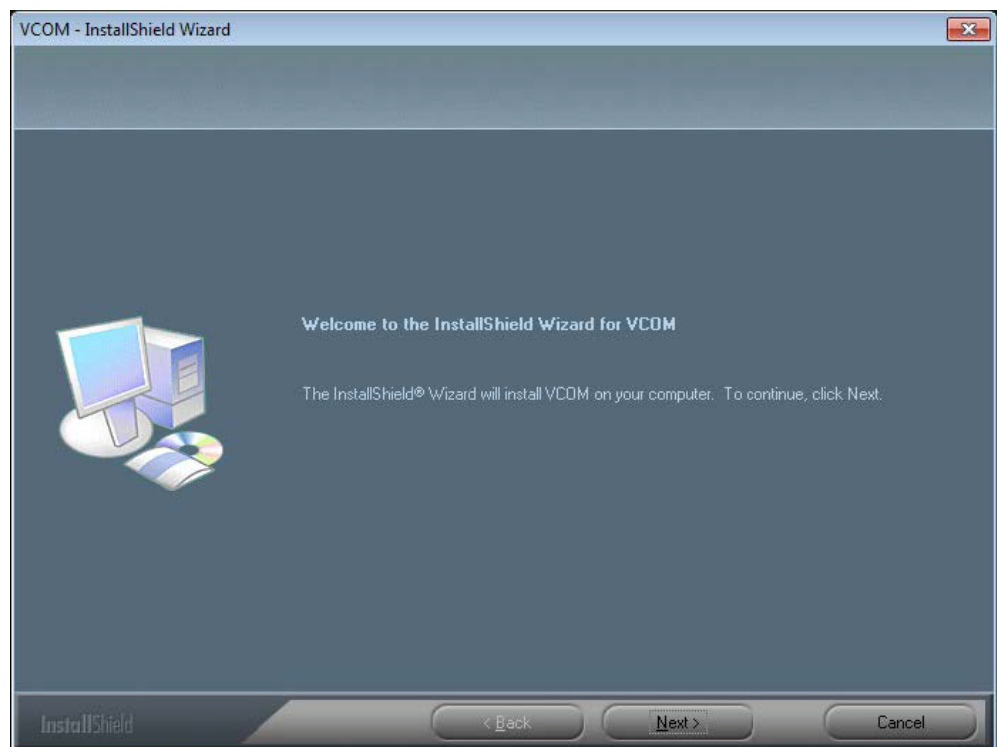 VCOM - InstallShield Wizard
Welcome to the InstallShield Wizard for VCOM
The InstallShield® Wizard will install VCOM on your computer. To continue, click Next.
InstallShield
< Back
Next >
Cancel